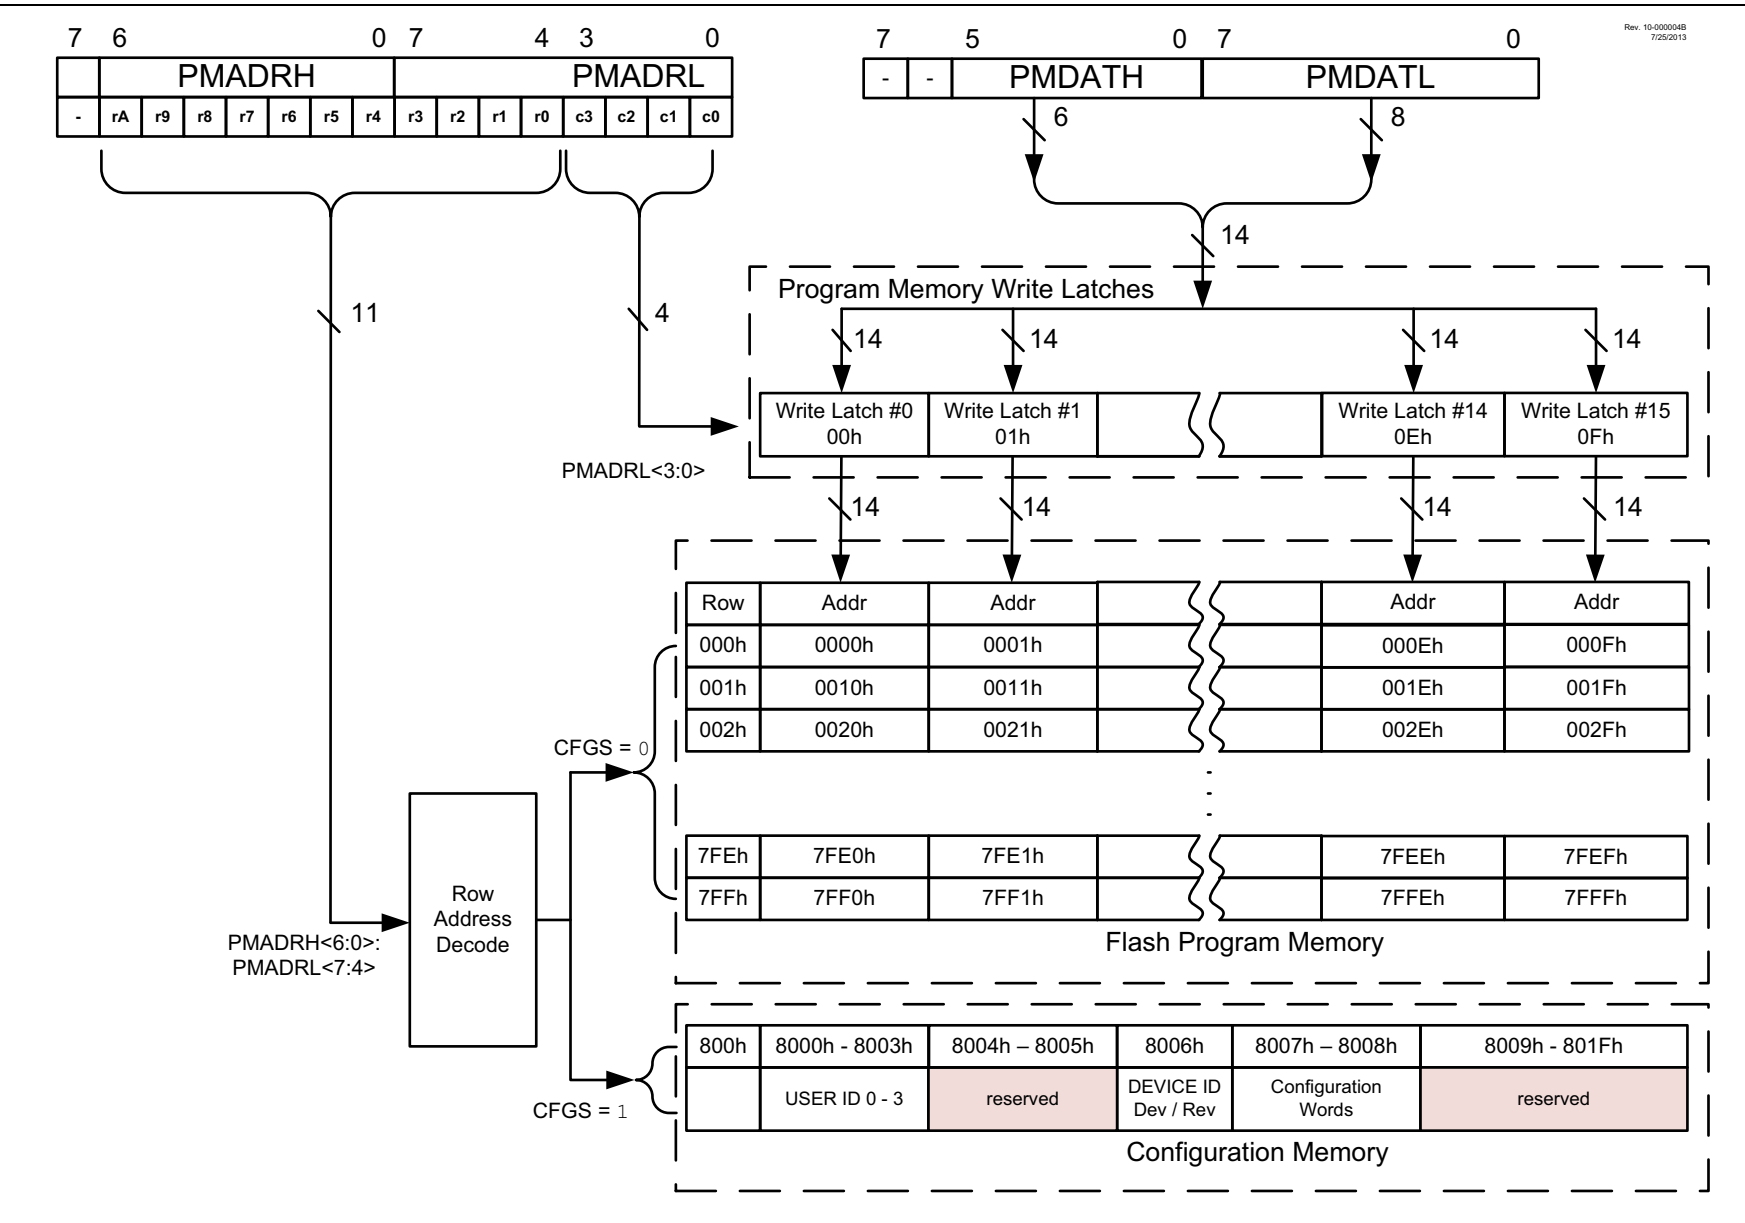 Rev. 10-000004B
7/25/2013
7 6 0 7 4 3 0
PMADRH PMADRL
- rA r9 r8 r7 r6 r5 r4 r3 r2 r1 r0 c3 c2 c1 c0
7 5 0 7 0
- - PMDATH PMDATL
6 8
14
11
4
Program Memory Write Latches
14 14 14 14
Write Latch #0 Write Latch #1 Write Latch #14 Write Latch #15
00h 01h 0Eh 0Fh
PMADRL<3:0>
14 14 14 14
Row Addr Addr Addr Addr
000h 0000h 0001h 000Eh 000Fh
001h 0010h 0011h 001Eh 001Fh
002h 0020h 0021h 002Eh 002Fh
CFGS = 0
7FEh 7FE0h 7FE1h 7FEEh 7FEFh
7FFh 7FF0h 7FF1h 7FFEh 7FFFh
Flash Program Memory
Row
Address
Decode
PMADRH<6:0>:
PMADRL<7:4>
800h 8000h - 8003h 8004h – 8005h 8006h 8007h – 8008h 8009h - 801Fh
USER ID 0 - 3 reserved DEVICE ID Dev / Rev Configuration Words reserved
CFGS = 1
Configuration Memory